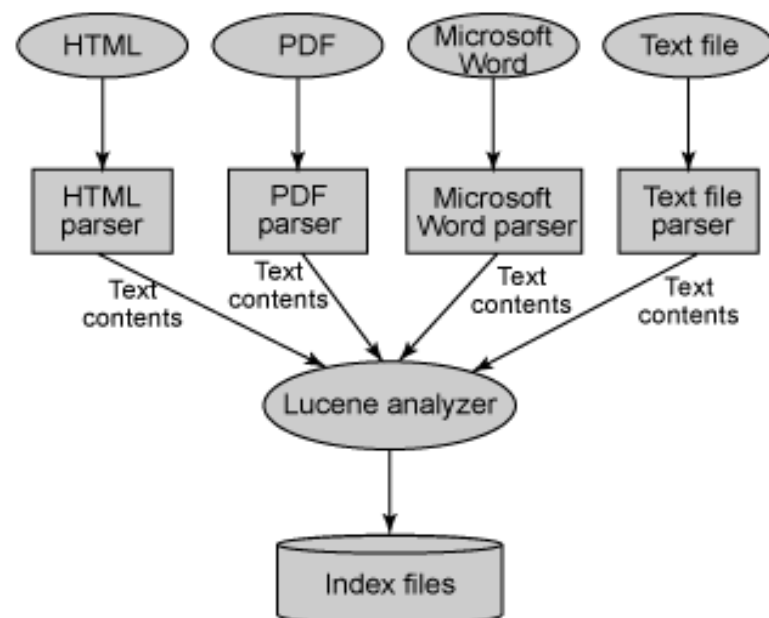 HTML
PDF
Microsoft
Word
Text file
HTML
parser
PDF
parser
Microsoft
Word parser
Text file
parser
Text
contents
Text
contents
Text
contents
Text
contents
Lucene analyzer
Index files